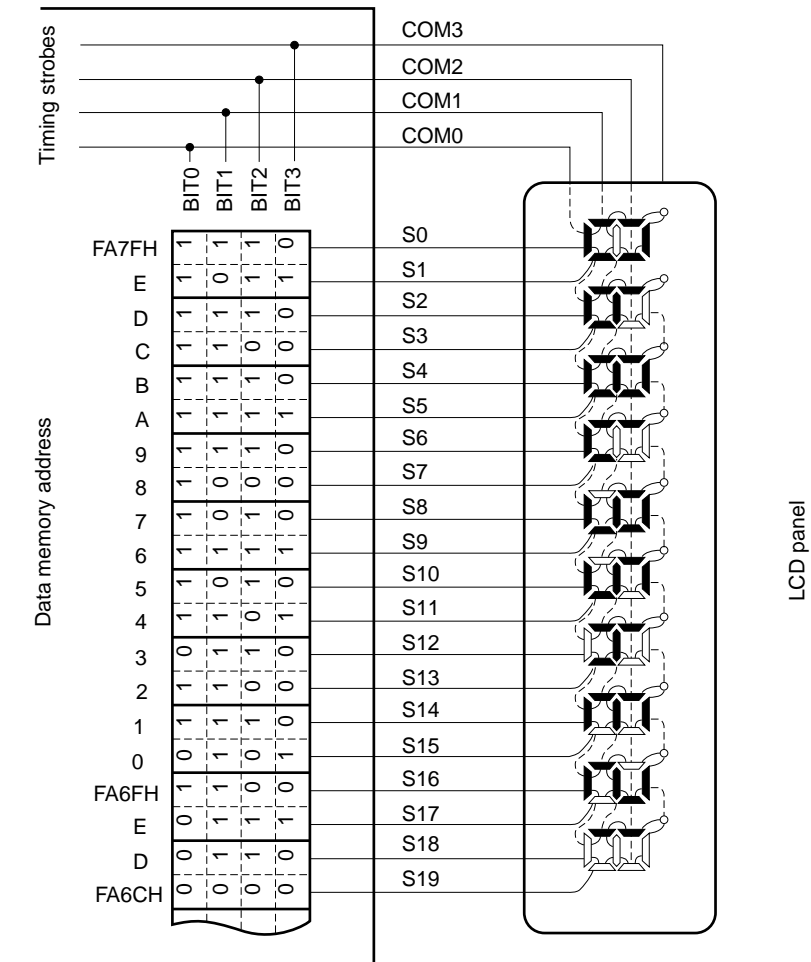 Timing strobes
COM3
COM2
COM1
COM0
BIT0 BIT1 BIT2 BIT3
Data memory address
LCD panel
FA7FH 1 1 1 0 S0
E 1 0 1 1 S1
D 1 1 1 0 S2
C 1 1 0 0 S3
B 1 1 1 0 S4
A 1 1 1 1 S5
9 1 1 1 0 S6
8 1 0 0 0 S7
7 1 0 1 0 S8
6 1 1 1 1 S9
5 1 0 1 0 S10
4 1 1 0 1 S11
3 0 1 1 0 S12
2 1 1 0 0 S13
1 1 1 1 0 S14
0 0 1 0 1 S15
FA6FH 1 1 0 0 S16
E 0 1 1 1 S17
D 0 1 1 0 S18
FA6CH 0 0 0 0 S19